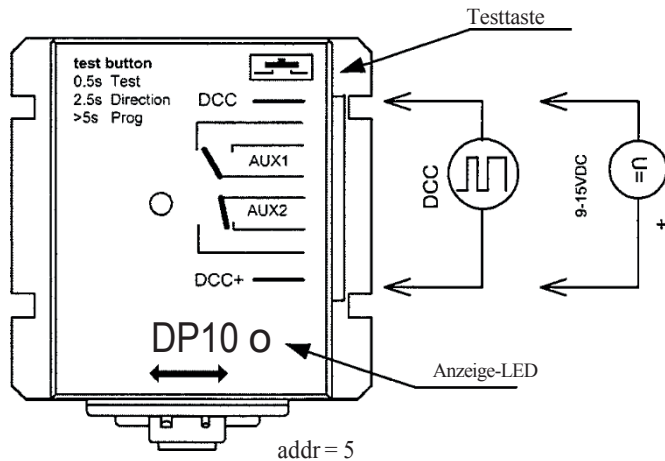 Testtaste
test button
0.5s Test
2.5s Direction
>5s Prog
DCC
AUX1
AUX2
DCC+
DCC
9-15VDC
U=
+
DP10 o
Anzeige-LED
addr = 5